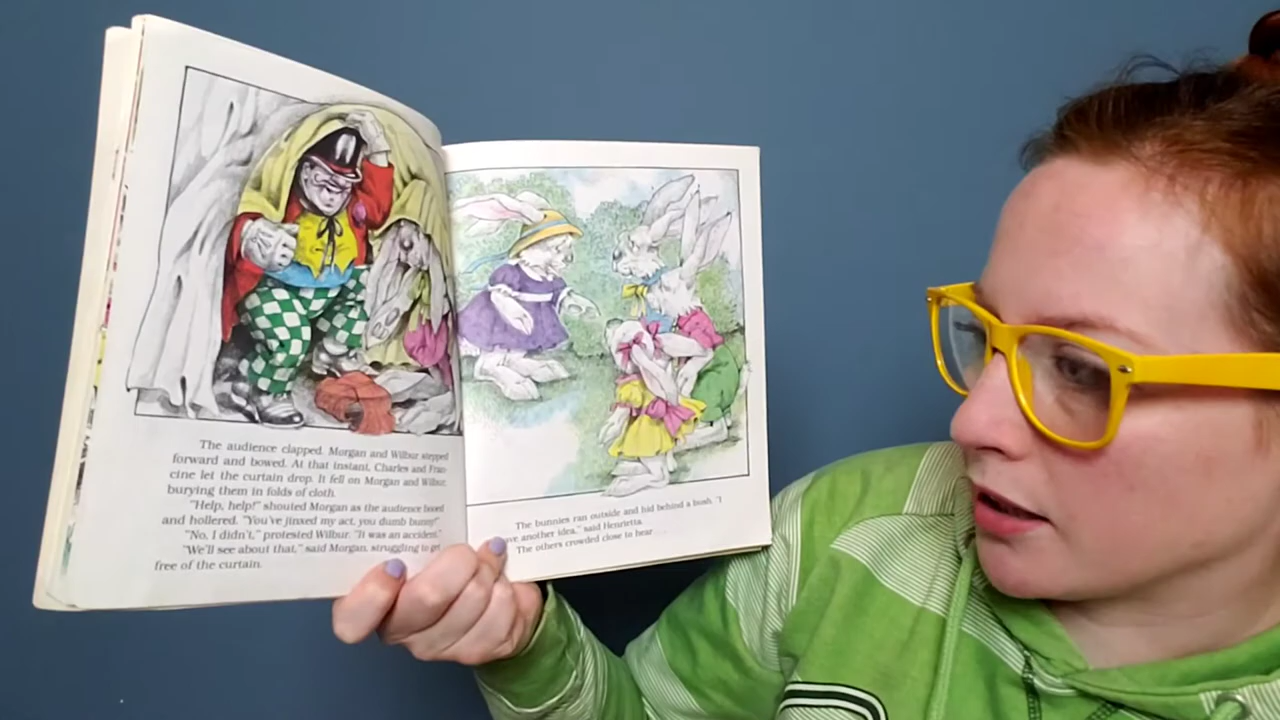 The audience clapped. Morgan and Wilbur stepped
forward and bowed. At that instant, Charles and Fran-
cine let the curtain drop. It fell on Morgan and Wilbur,
burying them in folds of cloth.
"Help, help!" shouted Morgan as the audience booed
and hollered. "You've jinxed my act, you dumb bunny!"
"No, I didn't," protested Wilbur. "It was an accident."
"We'll see about that," said Morgan, struggling to get
free of the curtain.
The bunnies ran outside and hid behind a bush. "I
ave another idea," said Henrietta.
The others crowded close to hear